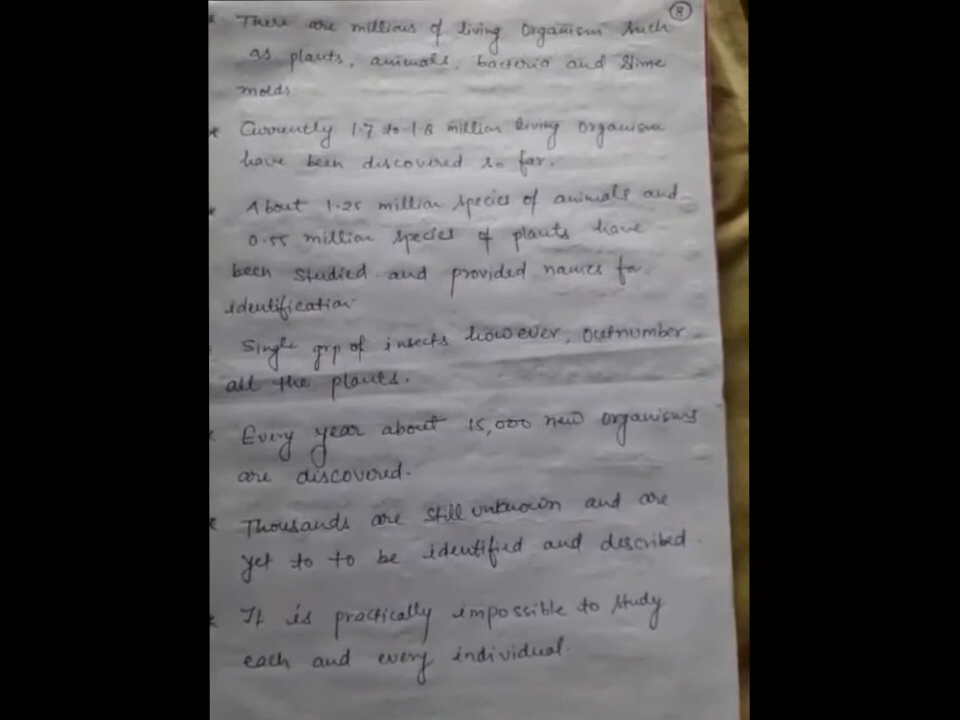 8
* There are millions of living organism such
as plants, animals, bacteria and slime
molds
* Currently 1.7 to 1.8 million living organism
have been discovered so far.
* About 1.25 million species of animals and
0.55 million species of plants have
been studied and provided names for
identification.
Single grp of insects however, outnumber
all the plants.
* Every year about 15,000 new organisms
are discovered.
* Thousands are still unknown and are
yet to to be identified and described.
* It is practically impossible to study
each and every individual.